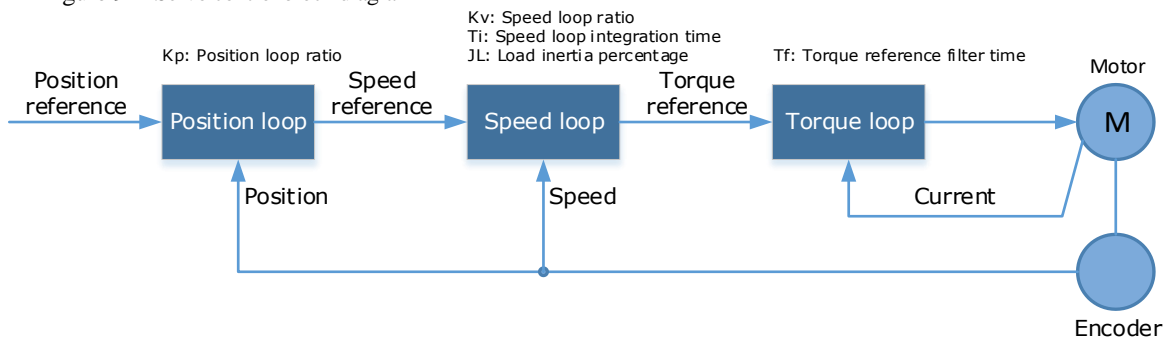 Kv: Speed loop ratio
Ti: Speed loop integration time
Kp: Position loop ratio
JL: Load inertia percentage
Tf: Torque reference filter time
Position
reference
Speed
reference
Torque
reference
Motor
Position loop
Speed loop
Torque loop
M
Position
Speed
Current
Encoder